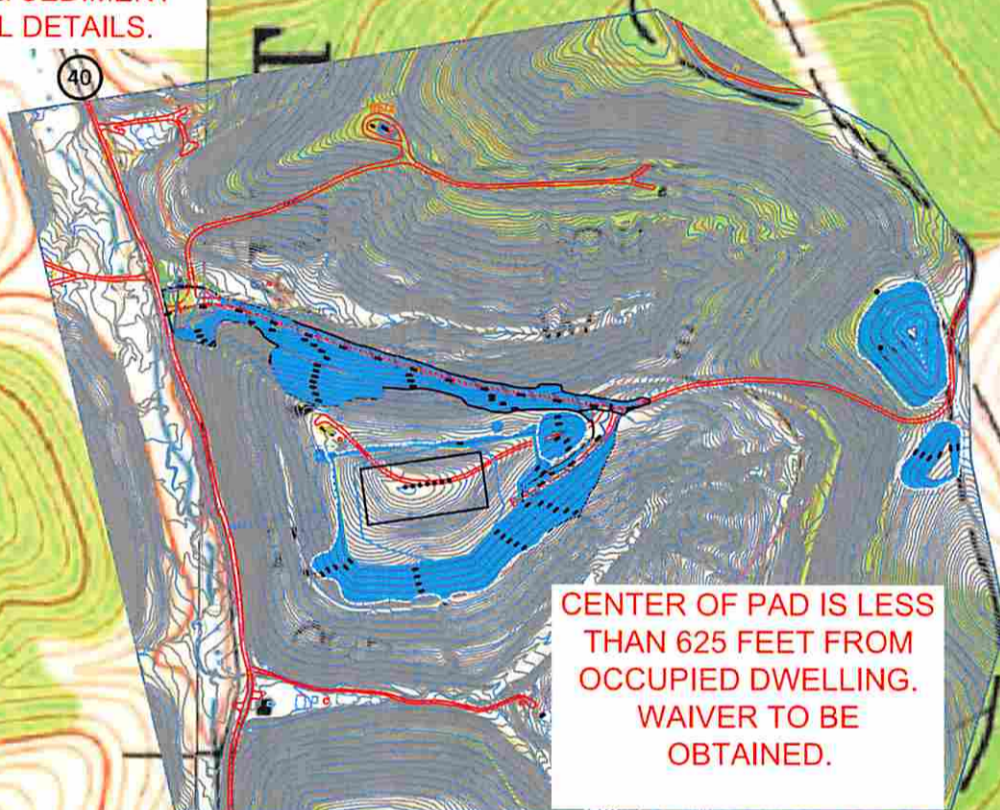 L DETAILS.
40
T
CENTER OF PAD IS LESS
THAN 625 FEET FROM
OCCUPIED DWELLING.
WAIVER TO BE
OBTAINED.